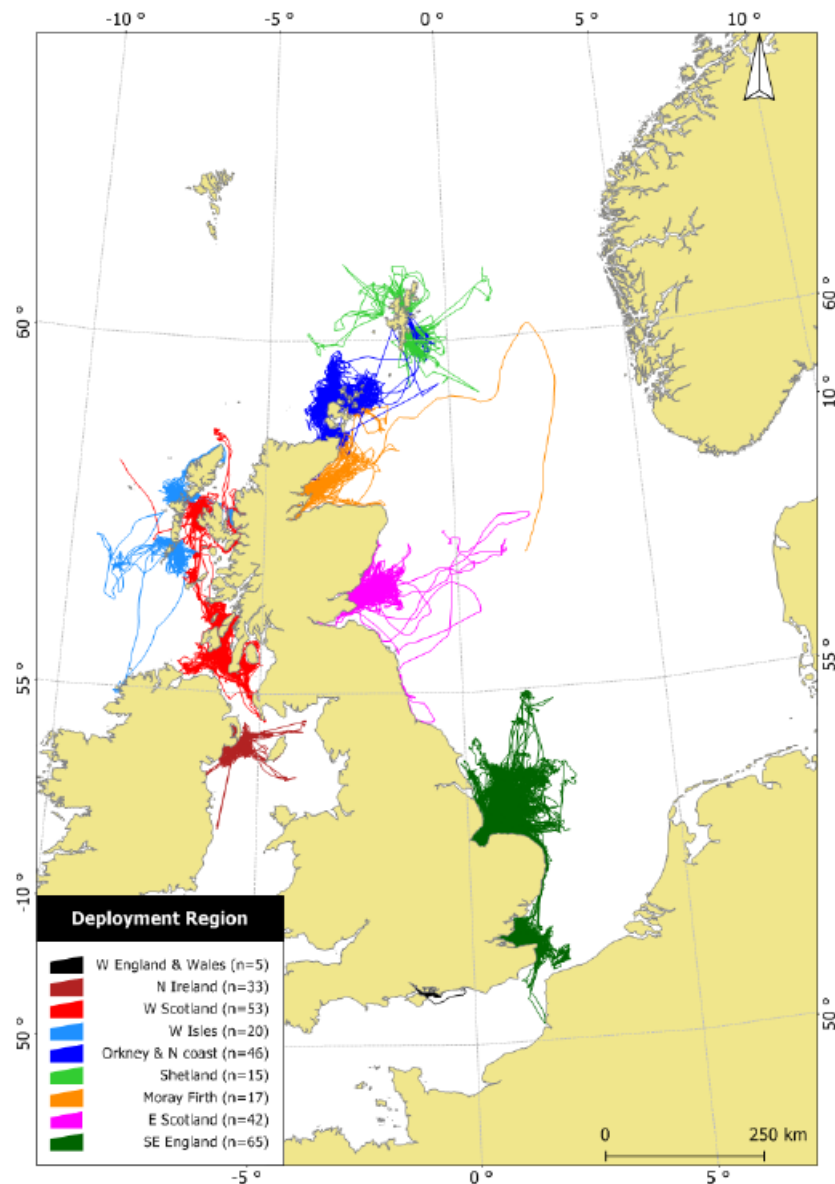 -10 ° -5 ° 0 ° 5 ° 10 °
60 °
60 °
10 °
55 °
55 °
-10 °
50 °
50 °
Deployment Region
W England & Wales (n=5)
N Ireland (n=33)
W Scotland (n=53)
W Isles (n=20)
Orkney & N coast (n=46)
Shetland (n=15)
Moray Firth (n=17)
E Scotland (n=42)
SE England (n=65)
0 250 km
-5 ° 0 ° 5 °